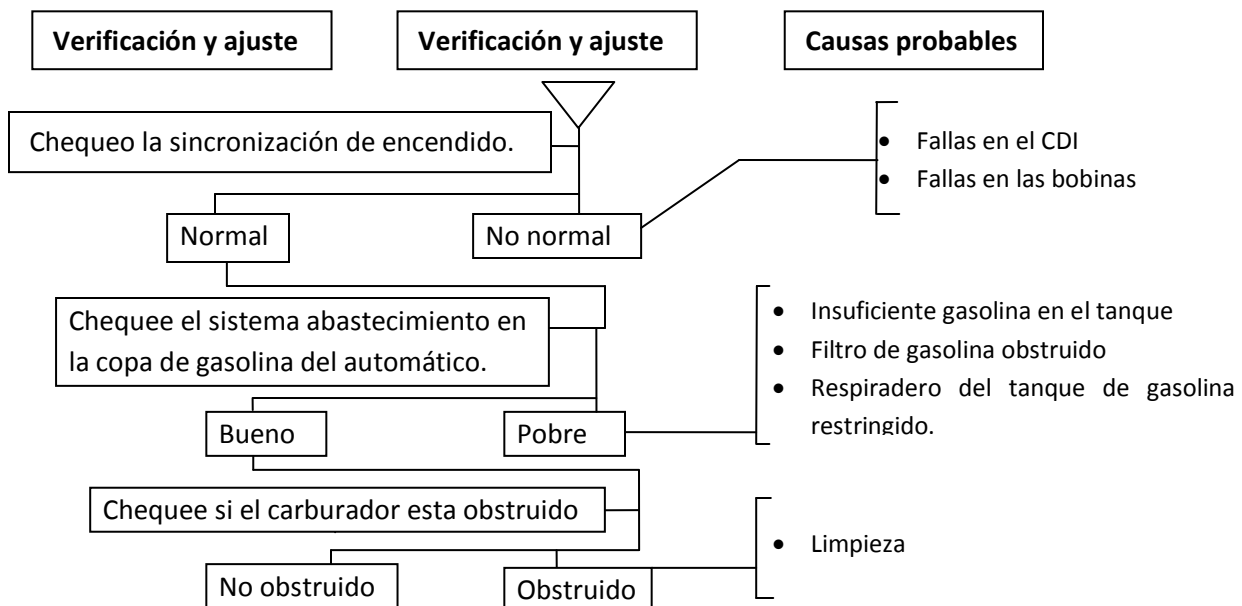 Verificación y ajuste
Verificación y ajuste
Causas probables
Chequeo la sincronización de encendido.
• Fallas en el CDI
• Fallas en las bobinas
Normal
No normal
Chequee el sistema abastecimiento en
la copa de gasolina del automático.
• Insuficiente gasolina en el tanque
• Filtro de gasolina obstruido
• Respiradero del tanque de gasolina
restringido.
Bueno
Pobre
Chequee si el carburador esta obstruido
• Limpieza
No obstruido
Obstruido